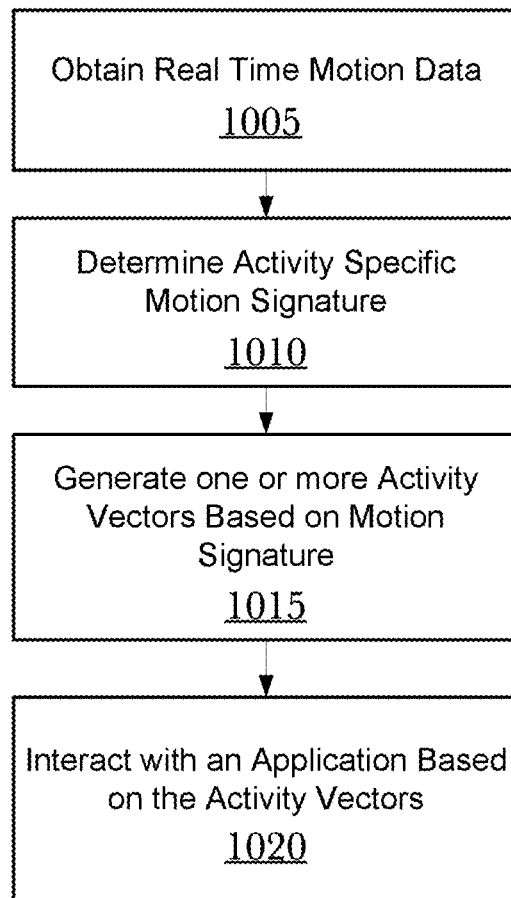 Obtain Real Time Motion Data
1005
Determine Activity Specific
Motion Signature
1010
Generate one or more Activity
Vectors Based on Motion
Signature
1015
Interact with an Application Based
on the Activity Vectors
1020